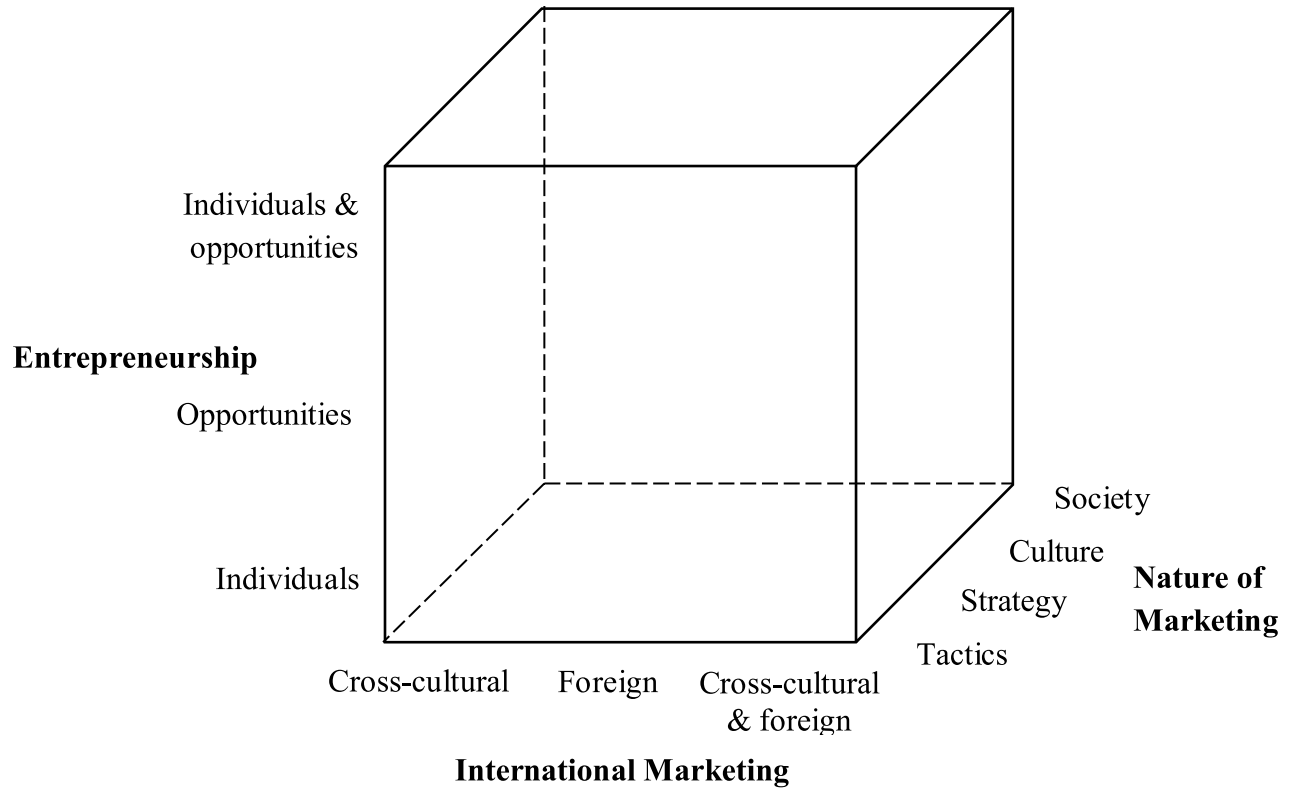 Individuals &
opportunities
Entrepreneurship
Opportunities
Individuals
Society
Culture
Strategy
Tactics
Nature of
Marketing
Cross-cultural
Foreign
Cross-cultural
& foreign
International Marketing